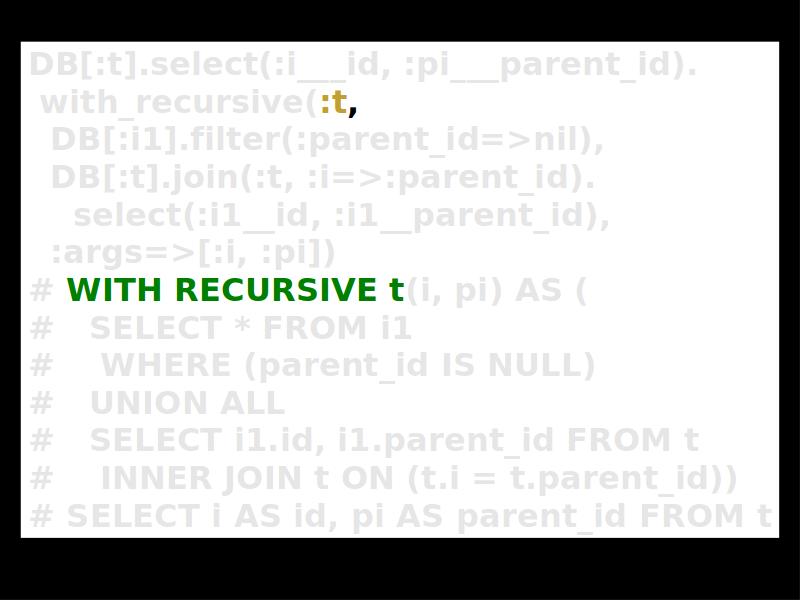 DB[:t].select(:i___id, :pi___parent_id).
with_recursive(:t,
DB[:i1].filter(:parent_id=>nil),
DB[:t].join(:t, :i=>:parent_id).
select(:i1__id, :i1__parent_id),
:args=>[:i, :pi])
# WITH RECURSIVE t(i, pi) AS (
# SELECT * FROM i1
# WHERE (parent_id IS NULL)
# UNION ALL
# SELECT i1.id, i1.parent_id FROM t
# INNER JOIN t ON (t.i = t.parent_id))
# SELECT i AS id, pi AS parent_id FROM t